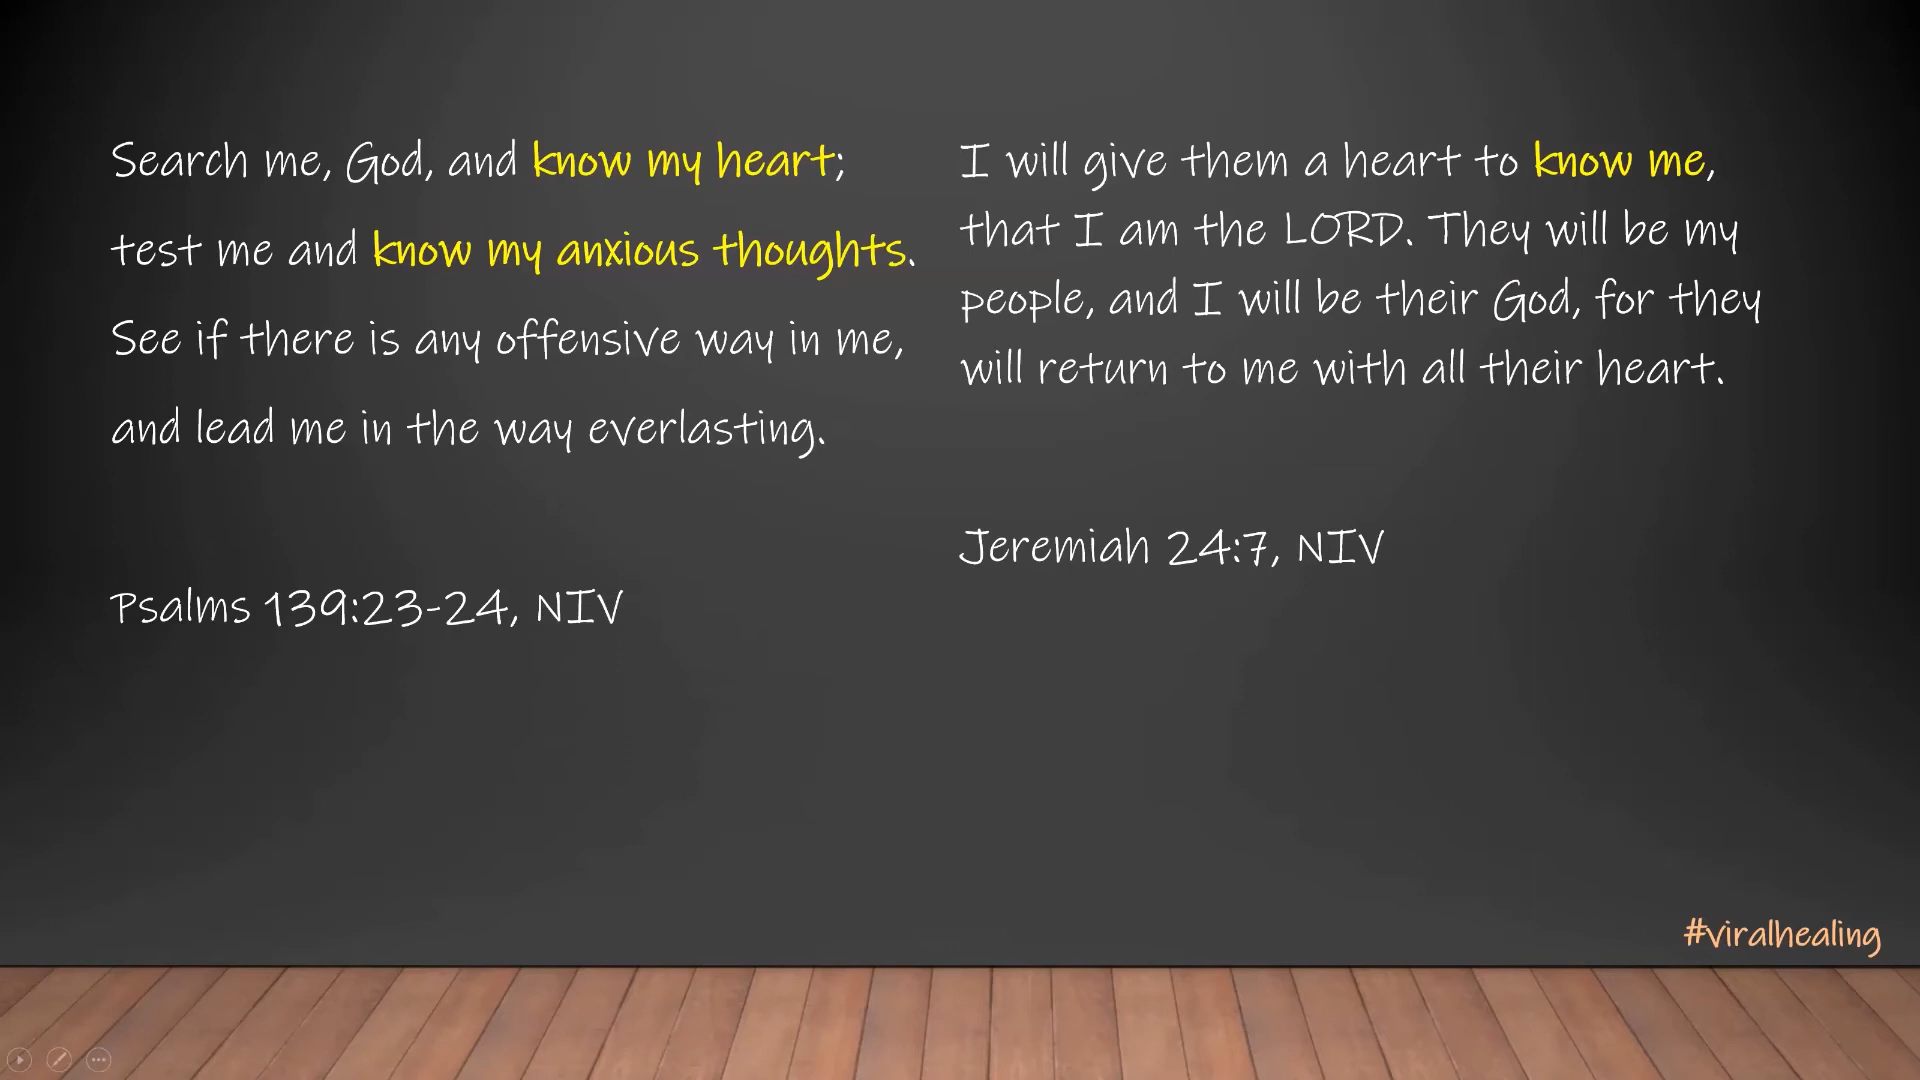 Search me, God, and know my heart;
test me and know my anxious thoughts.
See if there is any offensive way in me,
and lead me in the way everlasting.
Psalms 139:23-24, NIV
I will give them a heart to know me,
that I am the LORD. They will be my
people, and I will be their God, for they
will return to me with all their heart.
Jeremiah 24:7, NIV
#viralhealing